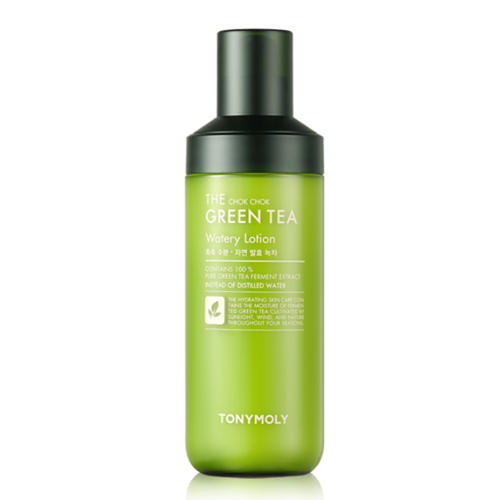 THE CHOK CHOK
GREEN TEA
Watery Lotion
촉촉 수분 - 자연 발효 녹차
CONTAINS 100 %
PURE GREEN TEA FERMENT EXTRACT
INSTEAD OF DISTILLED WATER
THE HYDRATING SKIN CARE CON
TAINS THE MOISTURE OF FERMEN
TED GREEN TEA CULTIVATED BY
SUNLIGHT, WIND, AND NATURE
THROUGHOUT FOUR SEASONS.
TONYMOLY